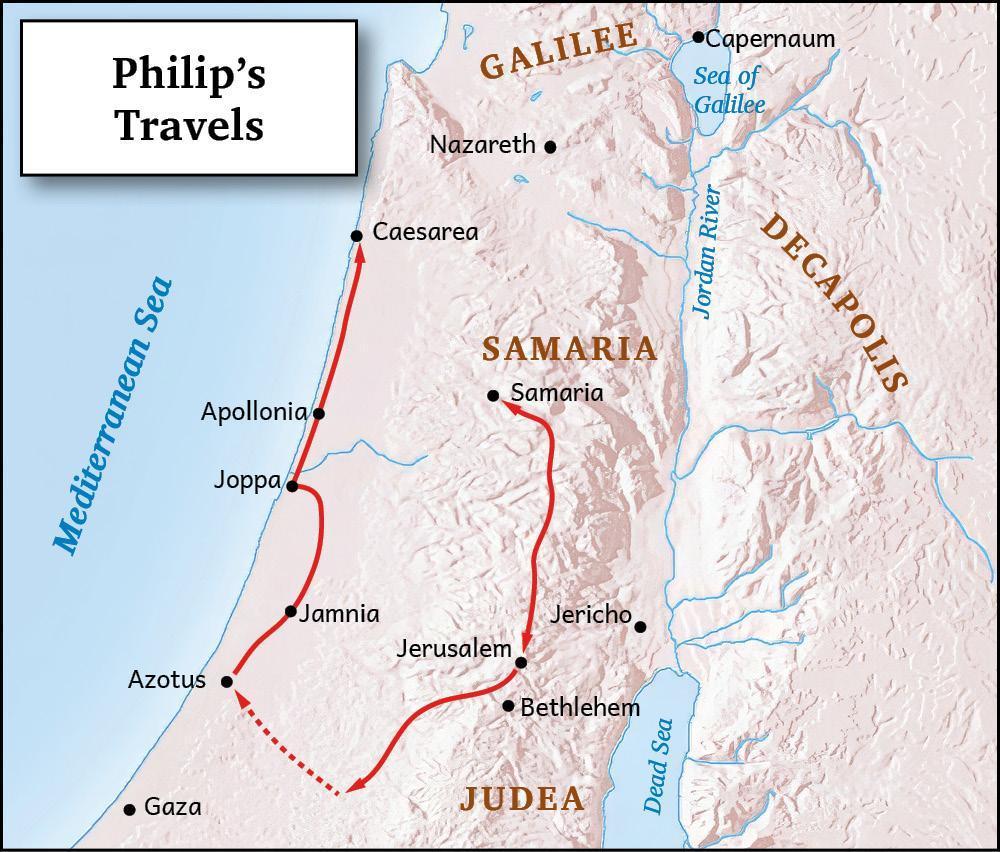 Philip’s
Travels
GALILEE
Capernaum
Sea of
Galilee
Nazareth
Caesarea
Jordan River
DECAPOLIS
Mediterranean Sea
SAMARIA
Samaria
Apollonia
Joppa
Jamnia
Jericho
Jerusalem
Azotus
Bethlehem
Dead Sea
JUDEA
Gaza